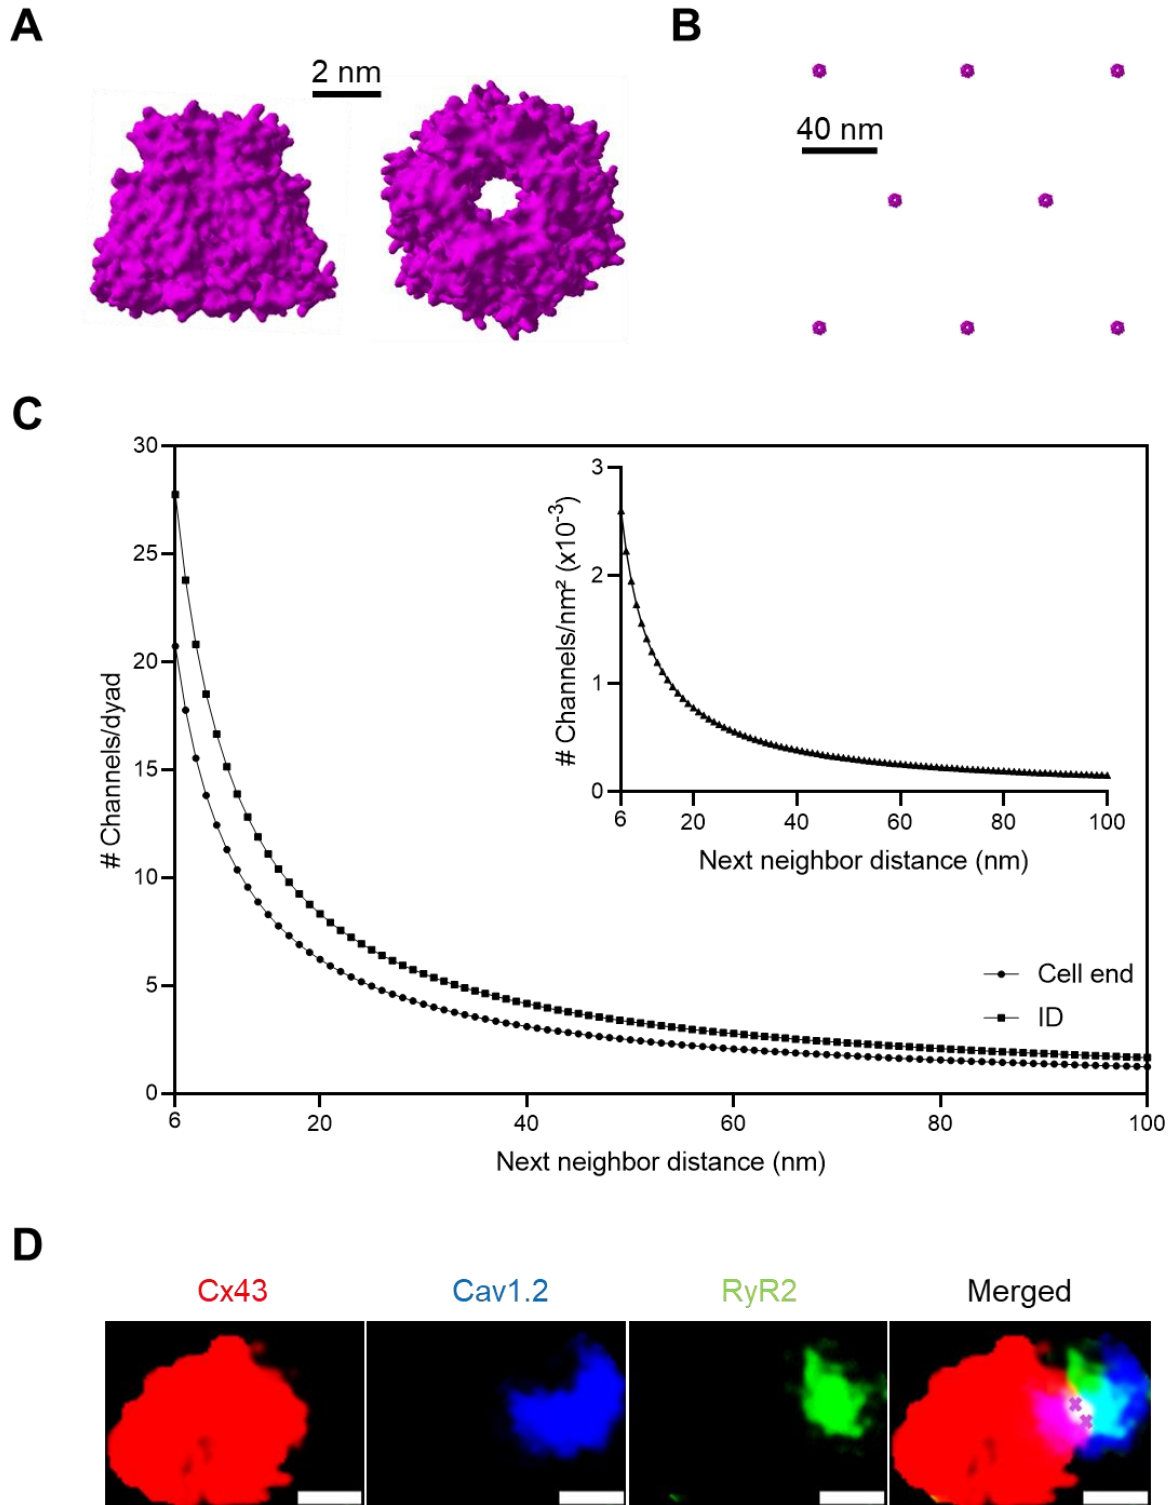 A
B
2 nm
40 nm
C
30
25
20
15
10
5
0
# Channels/dyad
6
20
40
60
80
100
Next neighbor distance (nm)
3
2
1
0
# Channels/nm² (x10⁻³)
6
20
40
60
80
100
Next neighbor distance (nm)
Cell end
ID
D
Cx43
Cav1.2
RyR2
Merged